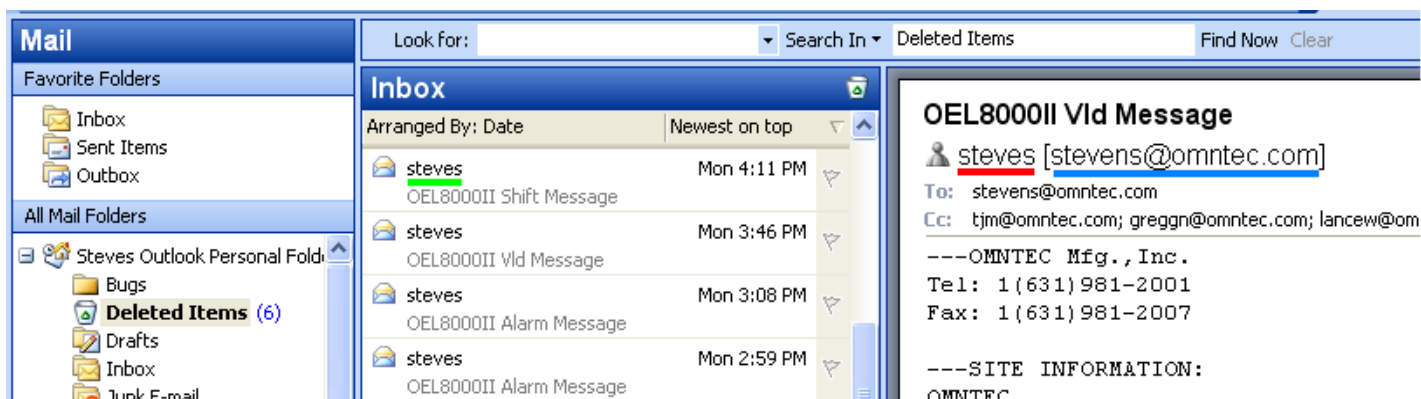 Mail
Favorite Folders
Inbox
Sent Items
Outbox
All Mail Folders
Steves Outlook Personal Fold
Bugs
Deleted Items (6)
Drafts
Inbox
Junk E-mail
Look for: Search In Deleted Items Find Now Clear
Inbox
Arranged By: Date Newest on top
steves Mon 4:11 PM
OEL8000II Shift Message
steves Mon 3:46 PM
OEL8000II Vld Message
steves Mon 3:08 PM
OEL8000II Alarm Message
steves Mon 2:59 PM
OEL8000II Alarm Message
OEL8000II Vld Message
steves [stevens@omntec.com]
To: stevens@omntec.com
Cc: tjm@omntec.com; greggn@omntec.com; lancew@om
---OMNTEC Mfg.,Inc.
Tel: 1(631)981-2001
Fax: 1(631)981-2007
---SITE INFORMATION:
OMNTEC